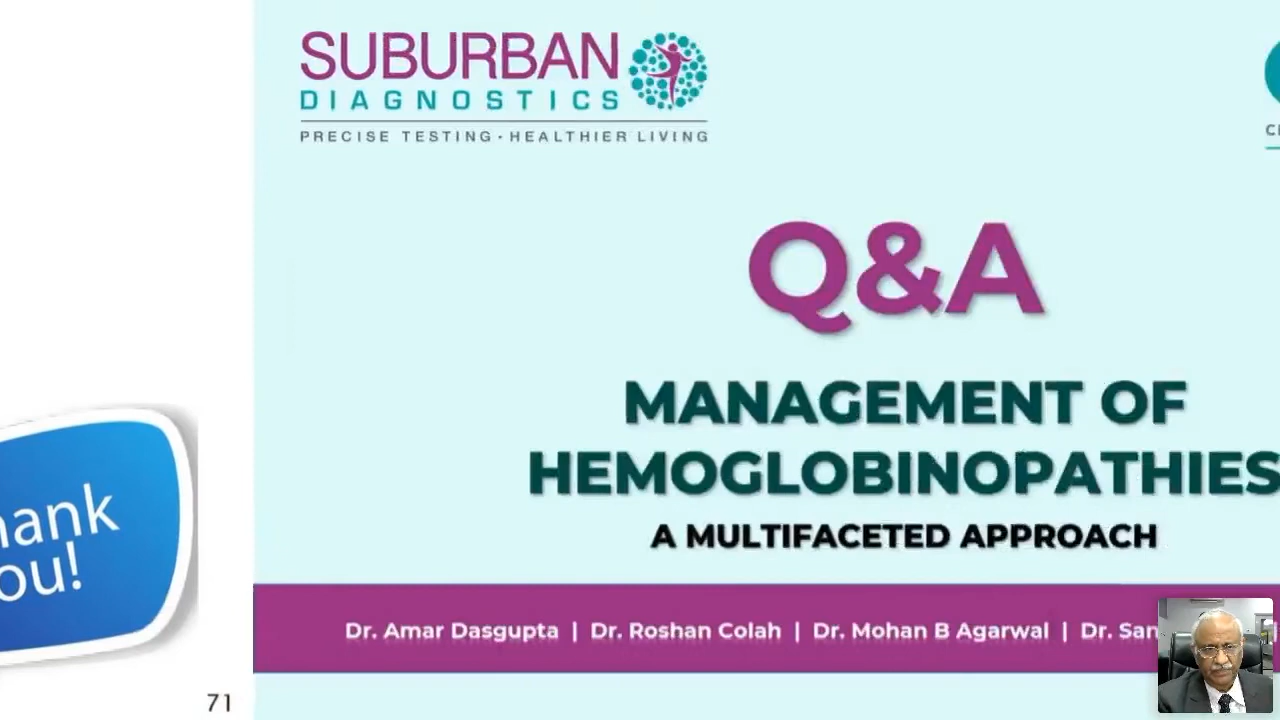 SUBURBAN
DIAGNOSTICS
PRECISE TESTING · HEALTHIER LIVING
Q&A
MANAGEMENT OF
HEMOGLOBINOPATHIES
A MULTIFACETED APPROACH
hank
ou!
Dr. Amar Dasgupta | Dr. Roshan Colah | Dr. Mohan B Agarwal | Dr. San
71